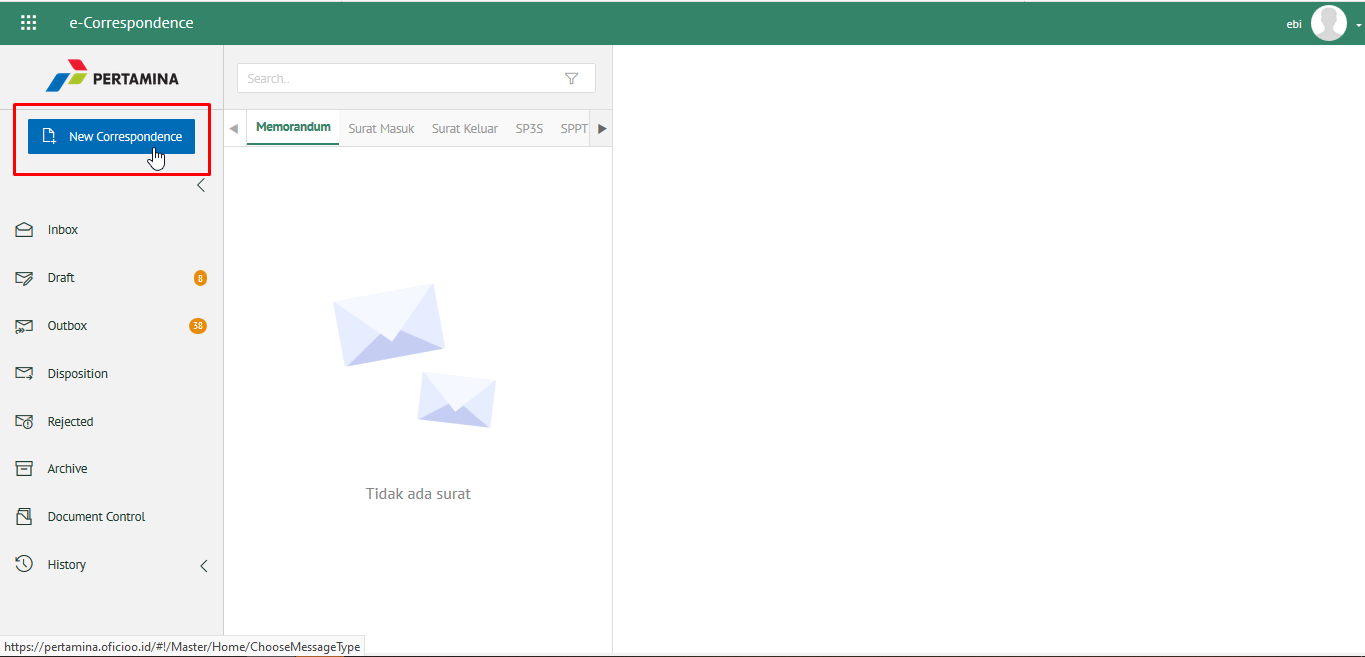 e-Correspondence
ebi
PERTAMINA
Search..
New Correspondence
Memorandum Surat Masuk Surat Keluar SP3S SPPT
Inbox
Draft 8
Outbox 38
Disposition
Rejected
Archive
Tidak ada surat
Document Control
History
https://pertamina.oficioo.id/#!/Master/Home/ChooseMessageType